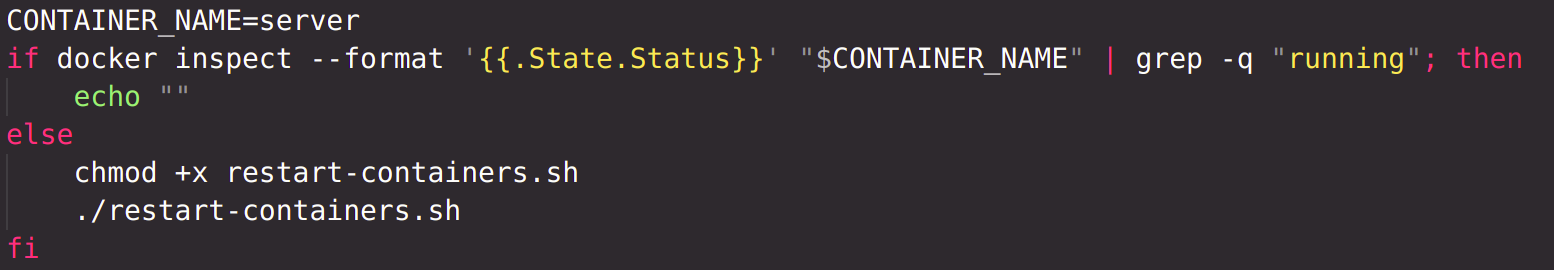 CONTAINER_NAME=server
if docker inspect --format '{{.State.Status}}' "$CONTAINER_NAME" | grep -q "running"; then
    echo ""
else
    chmod +x restart-containers.sh
    ./restart-containers.sh
fi